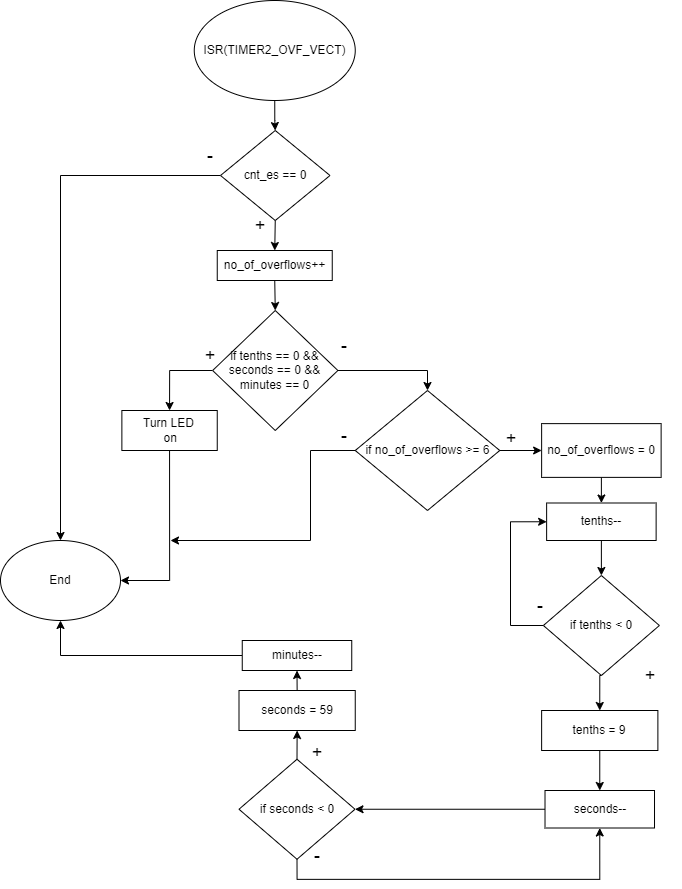 ISR(TIMER2_OVF_VECT)
-
cnt_es == 0
+
no_of_overflows++
+
if tenths == 0 &&
seconds == 0 &&
minutes == 0
-
Turn LED
on
-
if no_of_overflows >= 6
+
no_of_overflows = 0
tenths--
End
-
if tenths < 0
+
minutes--
seconds = 59
tenths = 9
+
if seconds < 0
seconds--
-